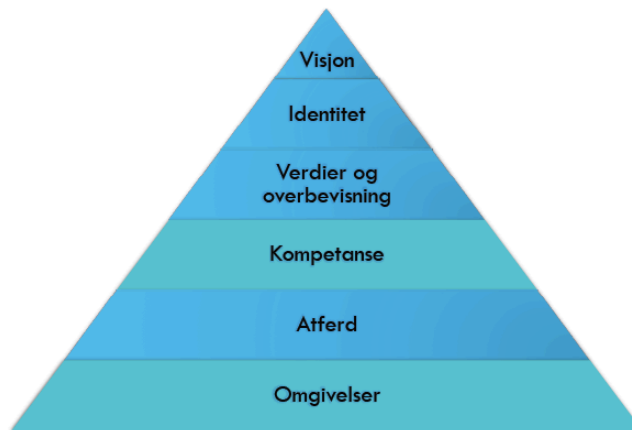 Visjon
Identitet
Verdier og
overbevisning
Kompetanse
Atferd
Omgivelser